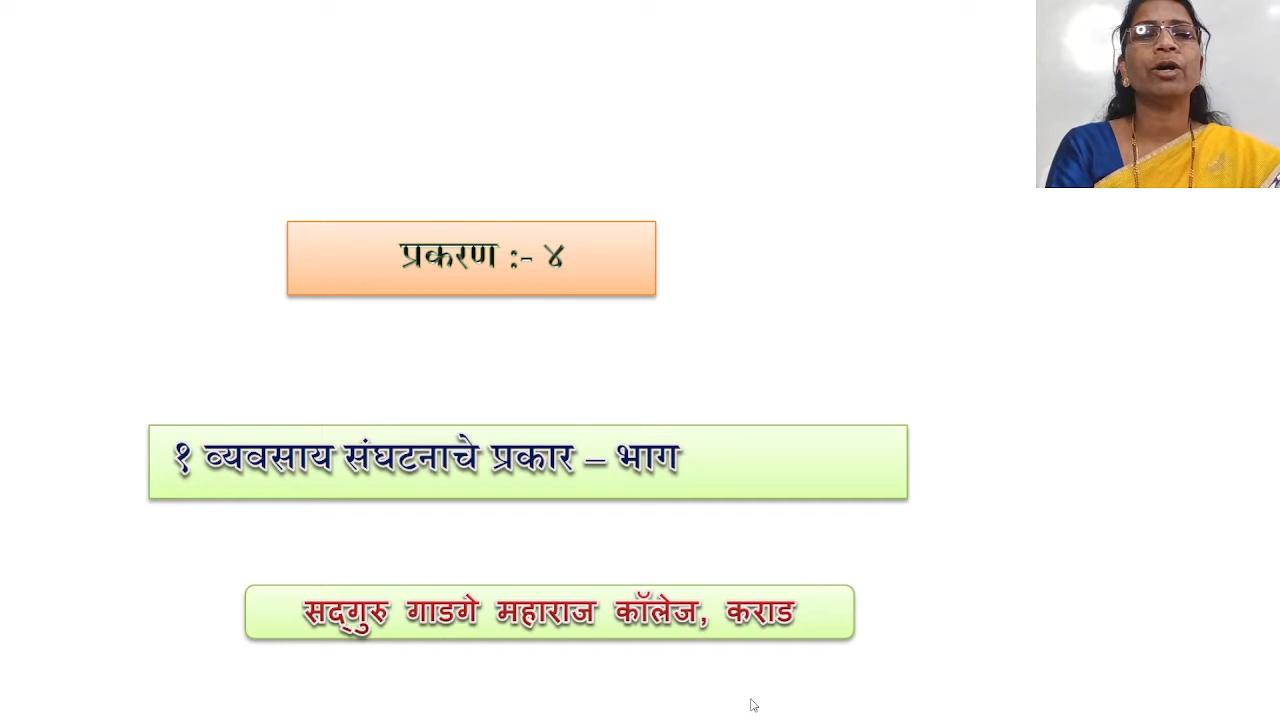 प्रकरण :- ४
१ व्यवसाय संघटनाचे प्रकार – भाग
सद्‌गुरु गाडगे महाराज कॉलेज, कराड